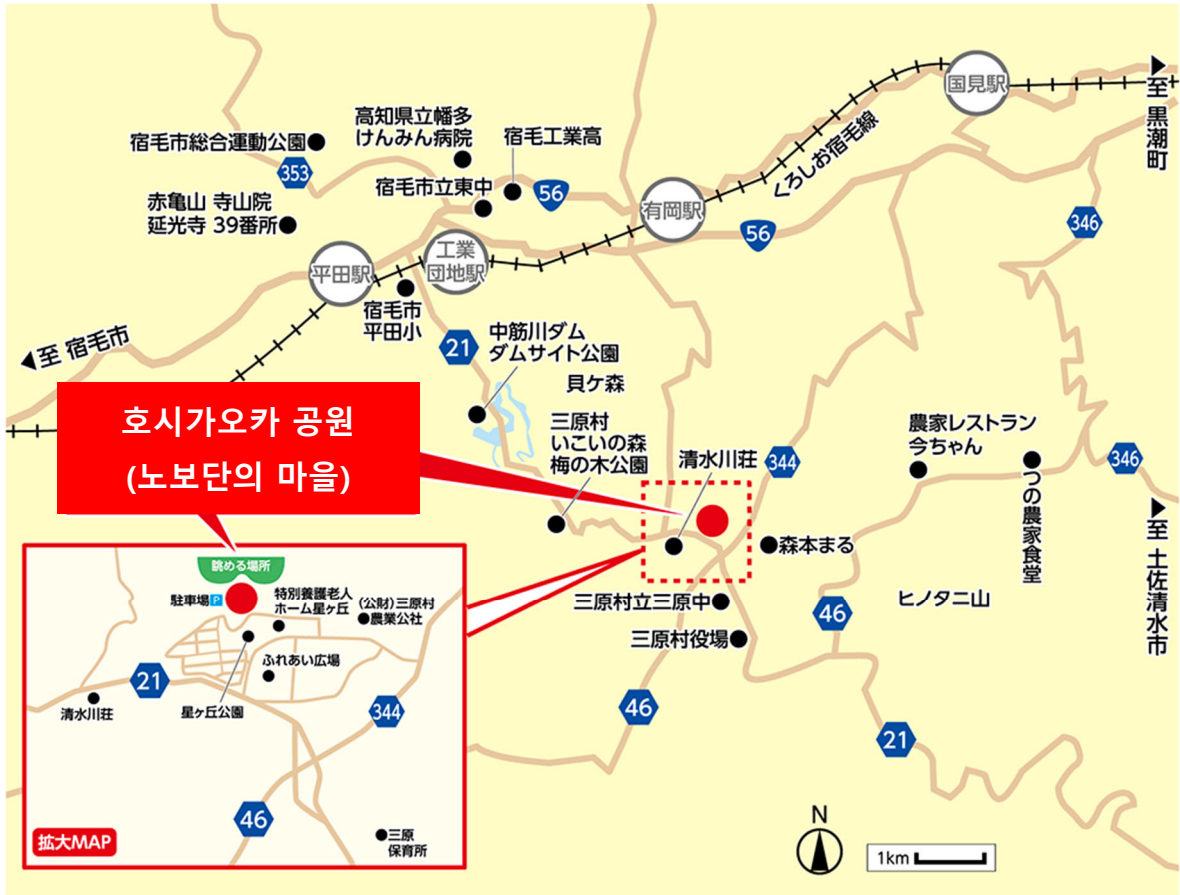 国見駅
至 黒潮町
高知県立幡多
けんみん病院
宿毛工業高
宿毛市総合運動公園
353
宿毛市立東中
56
くろしお宿毛線
赤亀山 寺山院
延光寺 39番所
有岡駅
56
346
工業
団地駅
平田駅
宿毛市
平田小
至 宿毛市
21
中筋川ダム
ダムサイト公園
貝ケ森
호시가오카 공원
(노보단의 마을)
三原村
いこいの森
梅の木公園
清水川荘
344
農家レストラン
今ちゃん
346
つの農家食堂
至 土佐清水市
森本まる
三原村立三原中
ヒノタニ山
46
三原村役場
46
21
眺める場所
駐車場 P
特別養護老人
ホーム星ヶ丘
(公財)三原村
農業公社
ふれあい広場
21
清水川荘
星ヶ丘公園
344
46
拡大MAP
三原
保育所
N
1km